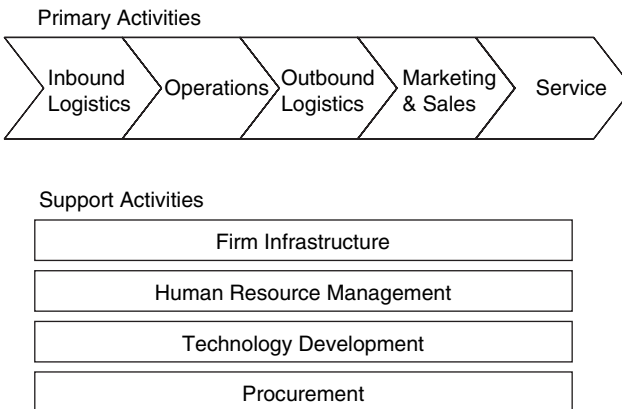 Primary Activities
Inbound
Logistics
Operations
Outbound
Logistics
Marketing
& Sales
Service
Support Activities
Firm Infrastructure
Human Resource Management
Technology Development
Procurement